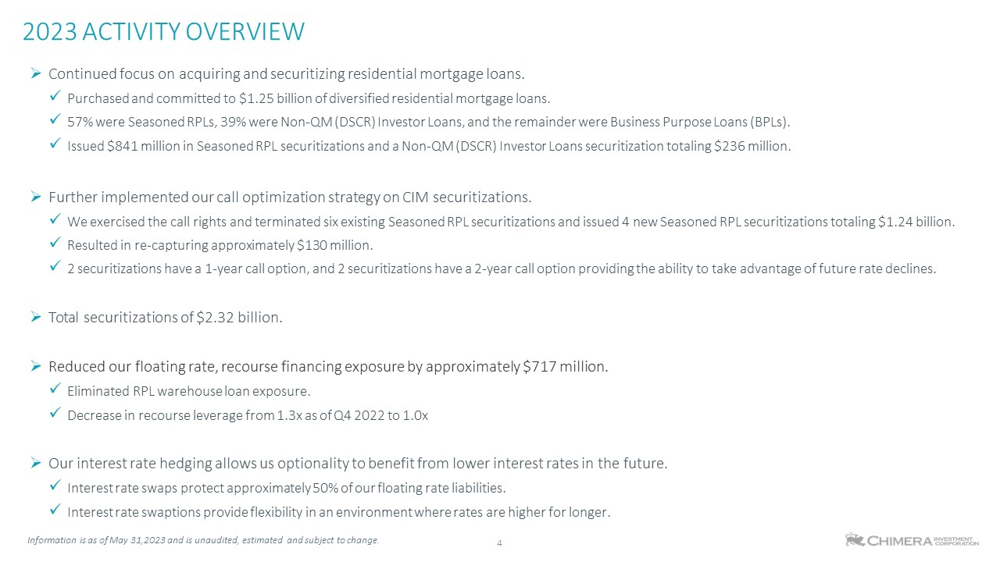 2023 ACTIVITY OVERVIEW
Continued focus on acquiring and securitizing residential mortgage loans.
Purchased and committed to $1.25 billion of diversified residential mortgage loans.
57% were Seasoned RPLs, 39% were Non-QM (DSCR) Investor Loans, and the remainder were Business Purpose Loans (BPLs).
Issued $841 million in Seasoned RPL securitizations and a Non-QM (DSCR) Investor Loans securitization totaling $236 million.
Further implemented our call optimization strategy on CIM securitizations.
We exercised the call rights and terminated six existing Seasoned RPL securitizations and issued 4 new Seasoned RPL securitizations totaling $1.24 billion.
Resulted in re-capturing approximately $130 million.
2 securitizations have a 1-year call option, and 2 securitizations have a 2-year call option providing the ability to take advantage of future rate declines.
Total securitizations of $2.32 billion.
Reduced our floating rate, recourse financing exposure by approximately $717 million.
Eliminated RPL warehouse loan exposure.
Decrease in recourse leverage from 1.3x as of Q4 2022 to 1.0x
Our interest rate hedging allows us optionality to benefit from lower interest rates in the future.
Interest rate swaps protect approximately 50% of our floating rate liabilities.
Interest rate swaptions provide flexibility in an environment where rates are higher for longer.
Information is as of May 31,2023 and is unaudited, estimated and subject to change.
4
CHIMERA INVESTMENT CORPORATION